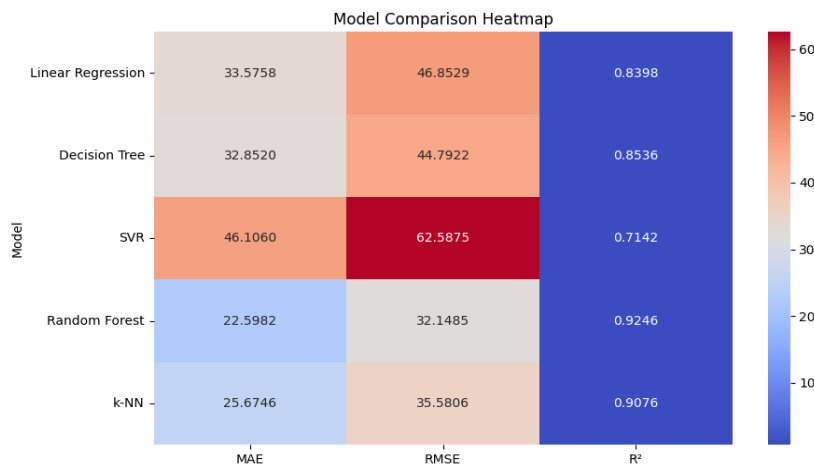 Model Comparison Heatmap
Linear Regression 33.5758 46.8529 0.8398
Decision Tree 32.8520 44.7922 0.8536
SVR 46.1060 62.5875 0.7142
Random Forest 22.5982 32.1485 0.9246
k-NN 25.6746 35.5806 0.9076
Model
MAE RMSE R²
60
50
40
30
20
10